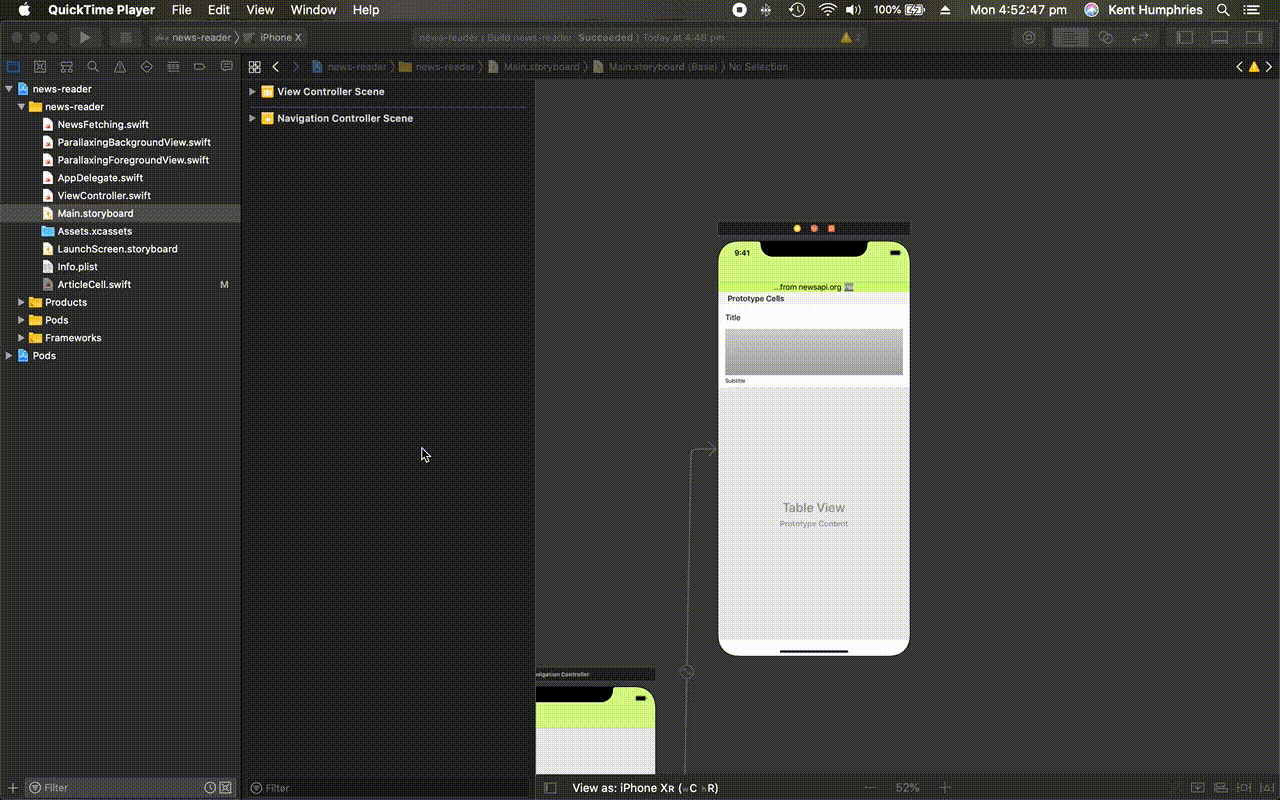 QuickTime Player File Edit View Window Help 100% Mon 4:52:47 pm Kent Humphries
news-reader iPhone X news-reader | Build news-reader: Succeeded | Today at 4:46 pm 2
news-reader news-reader Main.storyboard Main.storyboard (Base) No Selection
news-reader
news-reader
NewsFetching.swift
ParallaxingBackgroundView.swift
ParallaxingForegroundView.swift
AppDelegate.swift
ViewController.swift
Main.storyboard
Assets.xcassets
LaunchScreen.storyboard
Info.plist
ArticleCell.swift M
Products
Pods
Frameworks
Pods
View Controller Scene
Navigation Controller Scene
9:41
...from newsapi.org
Prototype Cells
Title
Subtitle
Table View
Prototype Content
Navigation Controller
Filter
Filter
View as: iPhone XR (wC hR) 52%